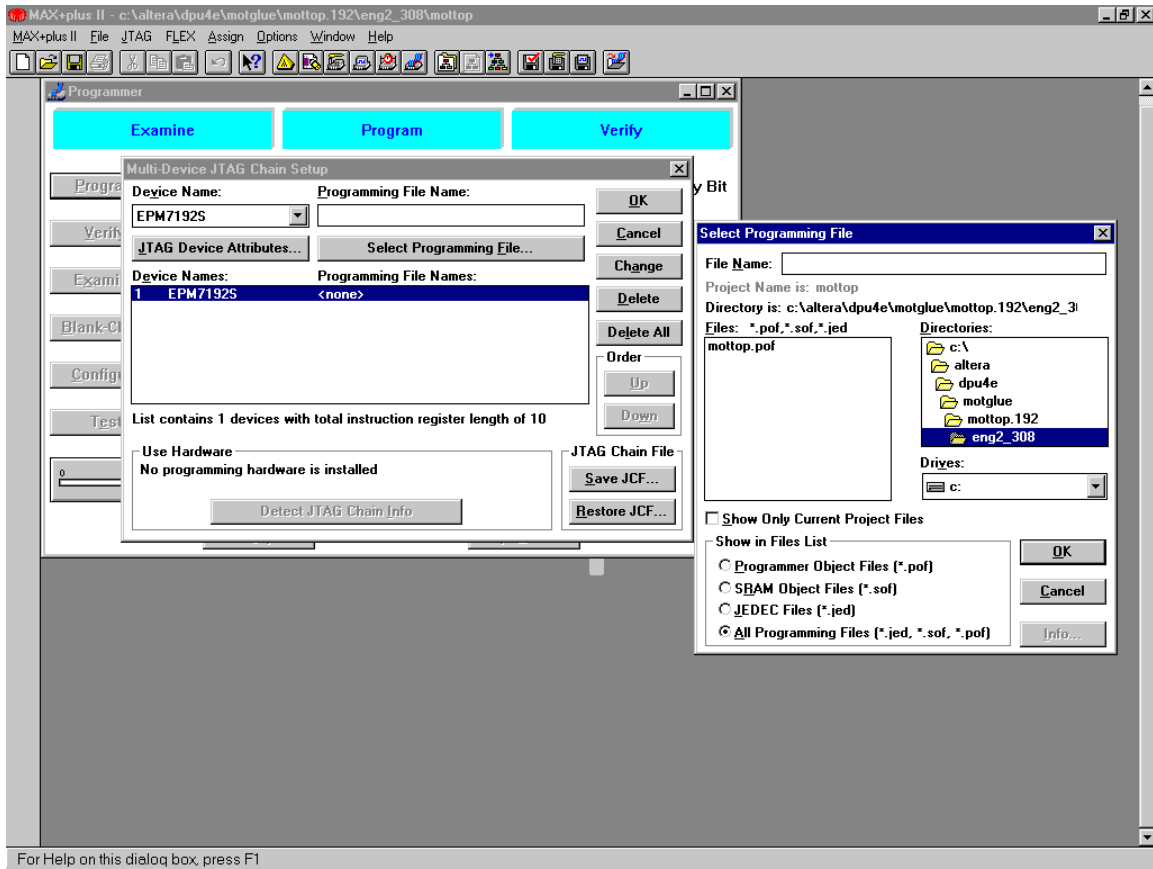 MAX+plus II - c:\altera\dpu4e\motglue\mottop.192\eng2_308\mottop
MAX+plus II File JTAG FLEX Assign Options Window Help
Programmer
Examine Program Verify
Progra
y Bit
Verify
Exami
Blank-Cl
Configu
Test
0
Multi-Device JTAG Chain Setup
Device Name: Programming File Name:
EPM7192S
OK
JTAG Device Attributes... Select Programming File...
Cancel
Device Names: Programming File Names:
Change
1 EPM7192S <none>
Delete
Delete All
Order
Up
Down
List contains 1 devices with total instruction register length of 10
Use Hardware
No programming hardware is installed
Detect JTAG Chain Info
JTAG Chain File
Save JCF...
Restore JCF...
Select Programming File
File Name:
Project Name is: mottop
Directory is: c:\altera\dpu4e\motglue\mottop.192\eng2_3
Files: *.pof,*.sof,*.jed
mottop.pof
Directories:
c:\
altera
dpu4e
motglue
mottop.192
eng2_308
Drives:
c:
Show Only Current Project Files
Show in Files List
Programmer Object Files (*.pof)
SRAM Object Files (*.sof)
JEDEC Files (*.jed)
All Programming Files (*.jed, *.sof, *.pof)
OK
Cancel
Info...
For Help on this dialog box, press F1